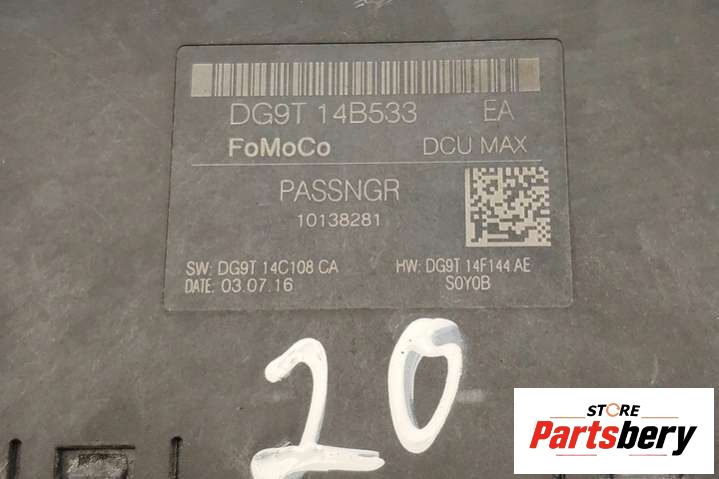 DG9T 14B533 EA
FoMoCo DCU MAX
PASSNGR
10138281
SW: DG9T 14C108 CA HW: DG9T 14F144 AE
DATE: 03.07.16 S0Y0B
20
STORE
Partsbery